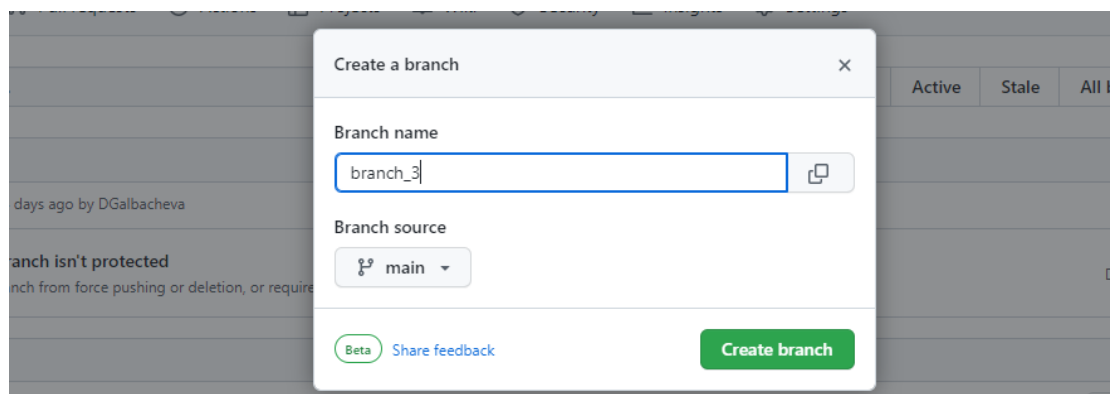 Create a branch
Active Stale All
Branch name
branch_3
days ago by DGalbacheva
Branch source
anch isn't protected
main
nch from force pushing or deletion, or require
Beta Share feedback
Create branch